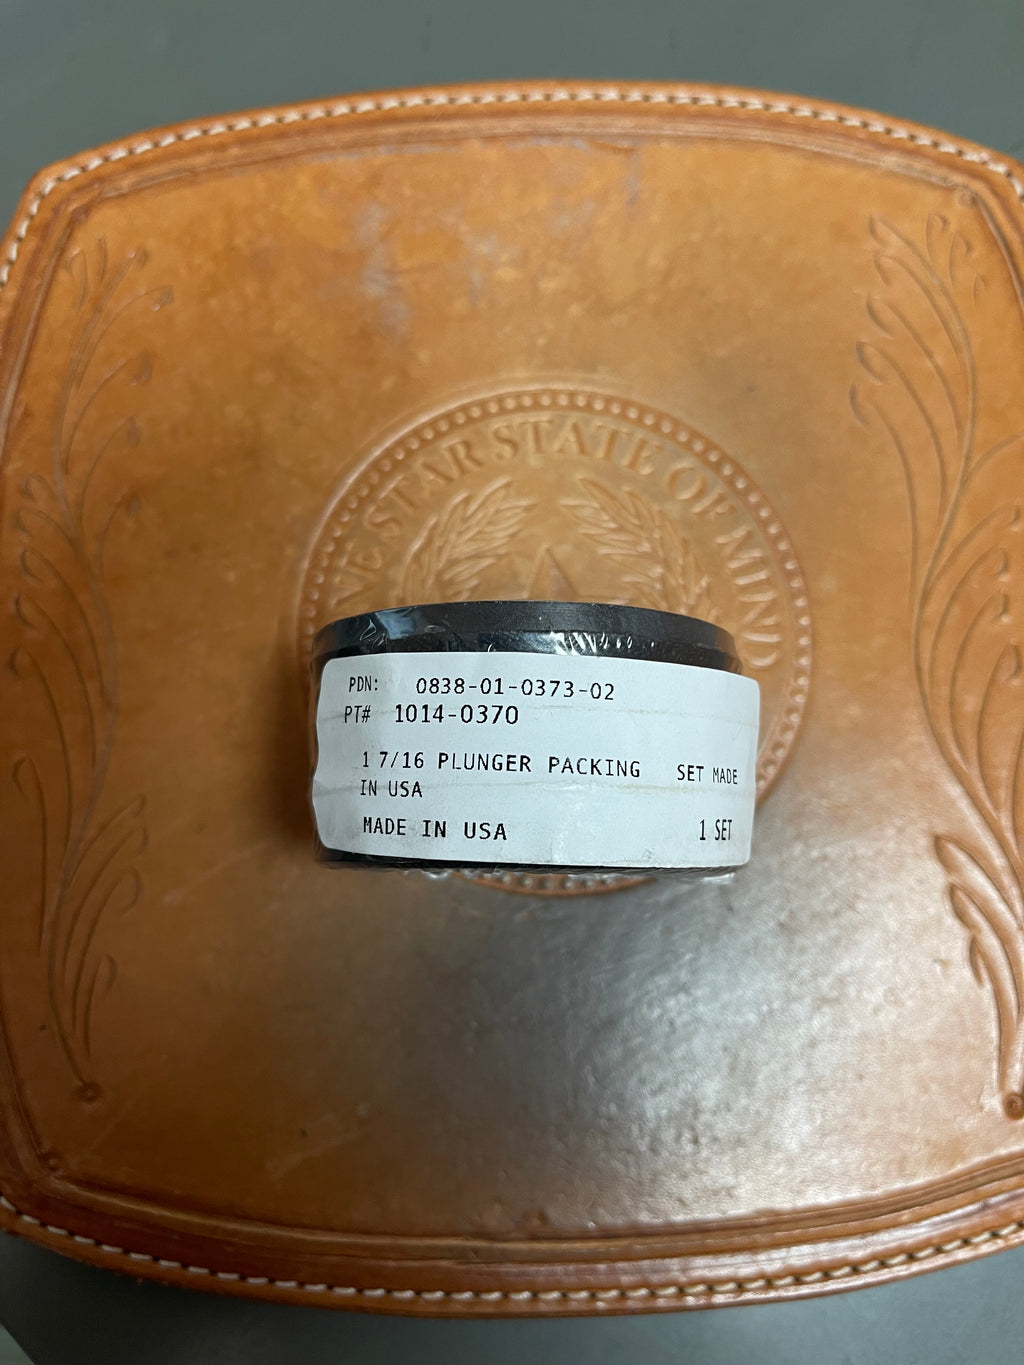 LONE STAR STATE OF MIND
PDN: 0838-01-0373-02
PT# 1014-0370
1 7/16 PLUNGER PACKING SET MADE
IN USA
MADE IN USA 1 SET